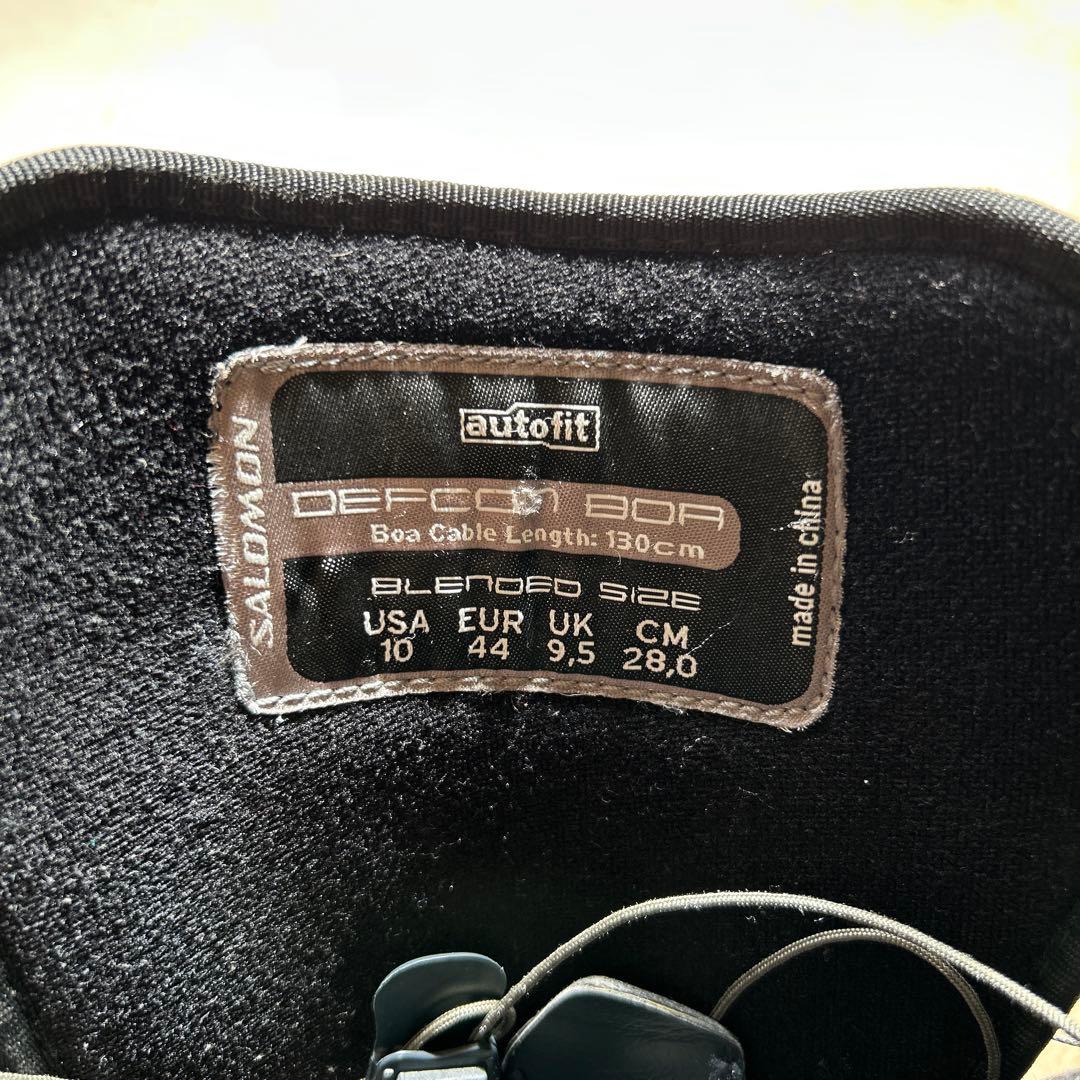 SALOMON
autofit
DEFCON BOA
Boa Cable Length: 130cm
BLENDED SIZE
USA EUR UK CM
10 44 9,5 28,0
made in china